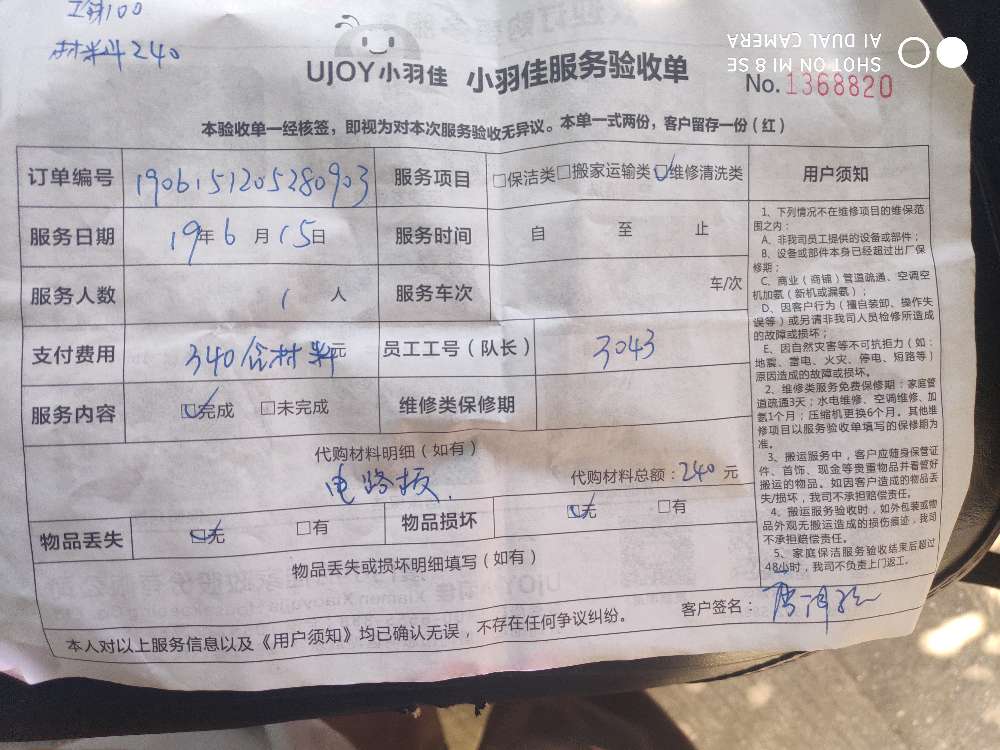 工钱100
材料240
SHOT ON MI 8 SE
AI DUAL CAMERA
UJOY小羽佳 小羽佳服务验收单
No. 1368820
本验收单一经核签，即视为对本次服务验收无异议。本单一式两份，客户留存一份（红）
订单编号 1906151205280903 服务项目 □保洁类□搬家运输类☑维修清洗类
服务日期 19年6月15日 服务时间 自 至 止
服务人数 1 人 服务车次 车/次
支付费用 340含材料元 员工工号（队长） 3043
服务内容 ☑完成 □未完成 维修类保修期
代购材料明细（如有）
电路板 代购材料总额：240元
物品丢失 ☑无 □有 物品损坏 ☑无 □有
物品丢失或损坏明细填写（如有）
客户签名：
本人对以上服务信息以及《用户须知》均已确认无误，不存在任何争议纠纷。
用户须知
1、下列情况不在维修项目的维保范
围之内：
A、非我司员工提供的设备或部件；
B、设备或部件本身已经超过出厂保
修期；
C、商业（商铺）管道疏通、空调空
机加氨（新机或漏氨）；
D、因客户行为（擅自装卸、操作失
误等）或另请非我司人员检修所造成
的故障或损坏；
E、因自然灾害等不可抗拒力（如：
地震、雷电、火灾、停电、短路等）
原因造成的故障或损坏。
2、维修类服务免费保修期：家庭管
道疏通3天；水电维修、空调维修、加
氨1个月；压缩机更换6个月。其他维
修项目以服务验收单填写的保修期为
准。
3、搬运服务中，客户应随身保管证
件、首饰、现金等贵重物品并看管好
搬运的物品。如因客户造成的物品丢
失/损坏，我司不承担赔偿责任。
4、搬运服务验收时，如外包装或物
品外观无搬运造成的损伤痕迹，我司
不承担赔偿责任。
5、家庭保洁服务验收结束后超过
48小时，我司不负责上门返工。